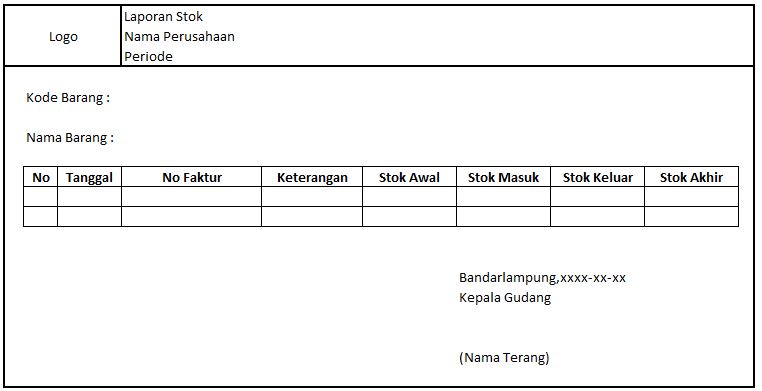 Logo
Laporan Stok
Nama Perusahaan
Periode
Kode Barang :
Nama Barang :
No Tanggal No Faktur Keterangan Stok Awal Stok Masuk Stok Keluar Stok Akhir
Bandarlampung,xxxx-xx-xx
Kepala Gudang
(Nama Terang)